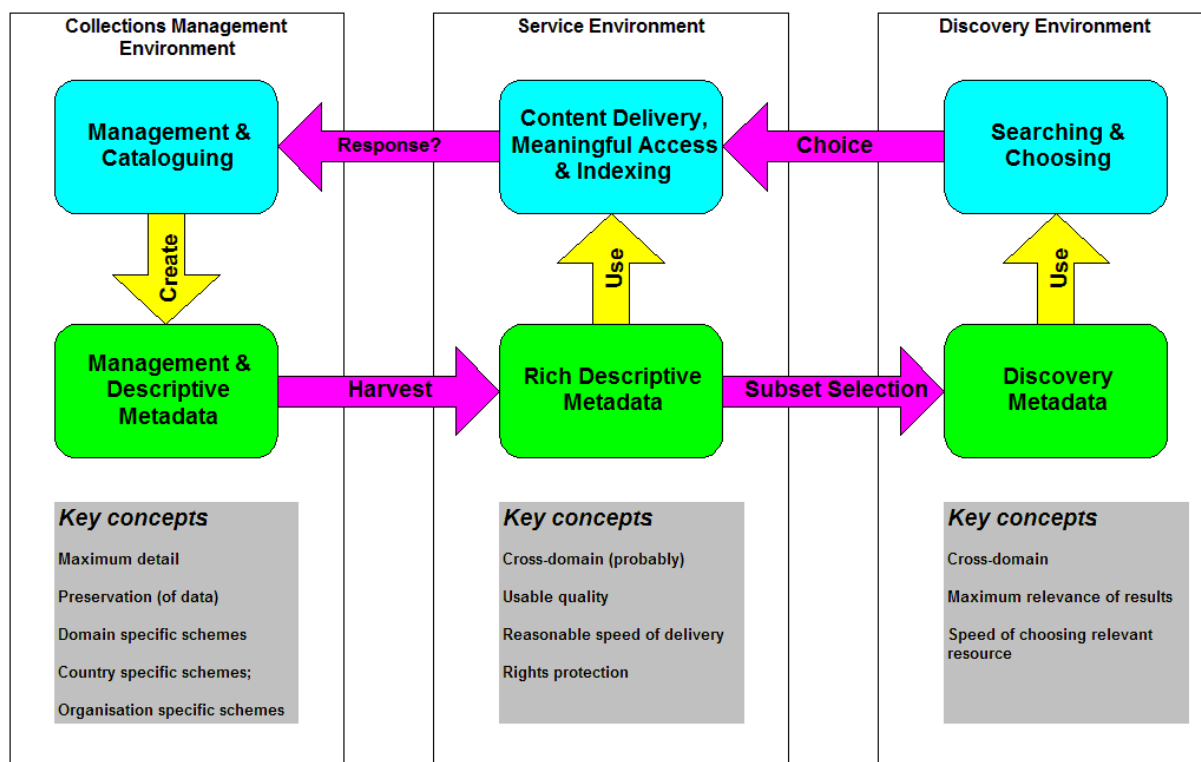 Collections Management
Environment
Service Environment
Discovery Environment
Management &
Cataloguing
Response?
Content Delivery,
Meaningful Access
& Indexing
Choice
Searching &
Choosing
Create
Use
Use
Management &
Descriptive
Metadata
Harvest
Rich Descriptive
Metadata
Subset Selection
Discovery
Metadata
Key concepts:
Maximum detail
Preservation (of data)
Domain specific schemes
Country specific schemes;
Organisation specific schemes
Key concepts:
Cross-domain (probably)
Usable quality
Reasonable speed of delivery
Rights protection
Key concepts:
Cross-domain
Maximum relevance of results
Speed of choosing relevant
resource